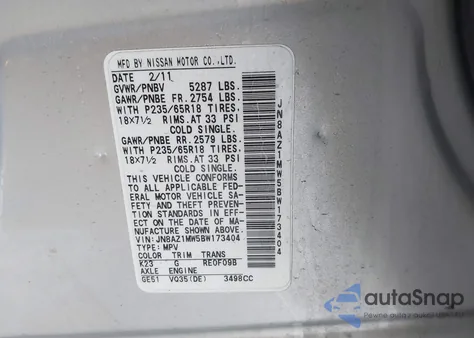 MFD BY NISSAN MOTOR CO.,LTD.
DATE 2/11
GVWR/PNBV 5287 LBS.
GAWR/PNBE FR. 2754 LBS.
WITH P235/65R18 TIRES.
18X7½ RIMS.AT 33 PSI
COLD SINGLE.
GAWR/PNBE RR. 2579 LBS.
WITH P235/65R18 TIRES.
18X7½ RIMS.AT 33 PSI
COLD SINGLE.
THIS VEHICLE CONFORMS
TO ALL APPLICABLE FED-
ERAL MOTOR VEHICLE SA-
FETY AND THEFT PREVEN-
TION STANDARDS IN EF-
FECT ON THE DATE OF MA-
NUFACTURE SHOWN ABOVE.
VIN: JN8AZ1MW5BW173404
TYPE: MPV
COLOR TRIM TRANS
K23 G RE0F09B
AXLE ENGINE
GE51 VQ35(DE) 3498CC
JN8AZ1MW5BW173404
autaSnap